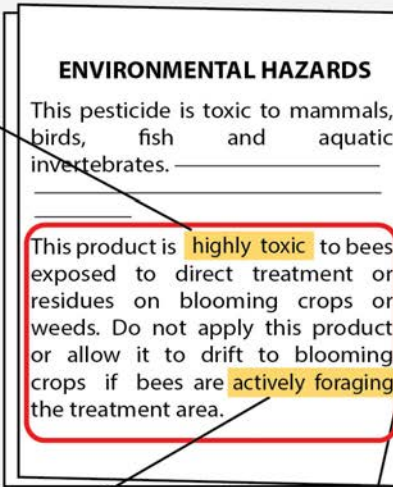 ENVIRONMENTAL HAZARDS
This pesticide is toxic to mammals,
birds, fish and aquatic
invertebrates.
This product is highly toxic to bees
exposed to direct treatment or
residues on blooming crops or
weeds. Do not apply this product
or allow it to drift to blooming
crops if bees are actively foraging
the treatment area.